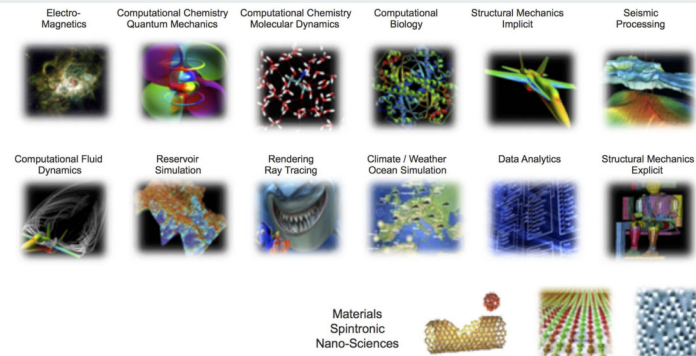 Electro-
Magnetics
Computational Chemistry
Quantum Mechanics
Computational Chemistry
Molecular Dynamics
Computational
Biology
Structural Mechanics
Implicit
Seismic
Processing
Computational Fluid
Dynamics
Reservoir
Simulation
Rendering
Ray Tracing
Climate / Weather
Ocean Simulation
Data Analytics
Structural Mechanics
Explicit
Materials
Spintronic
Nano-Sciences